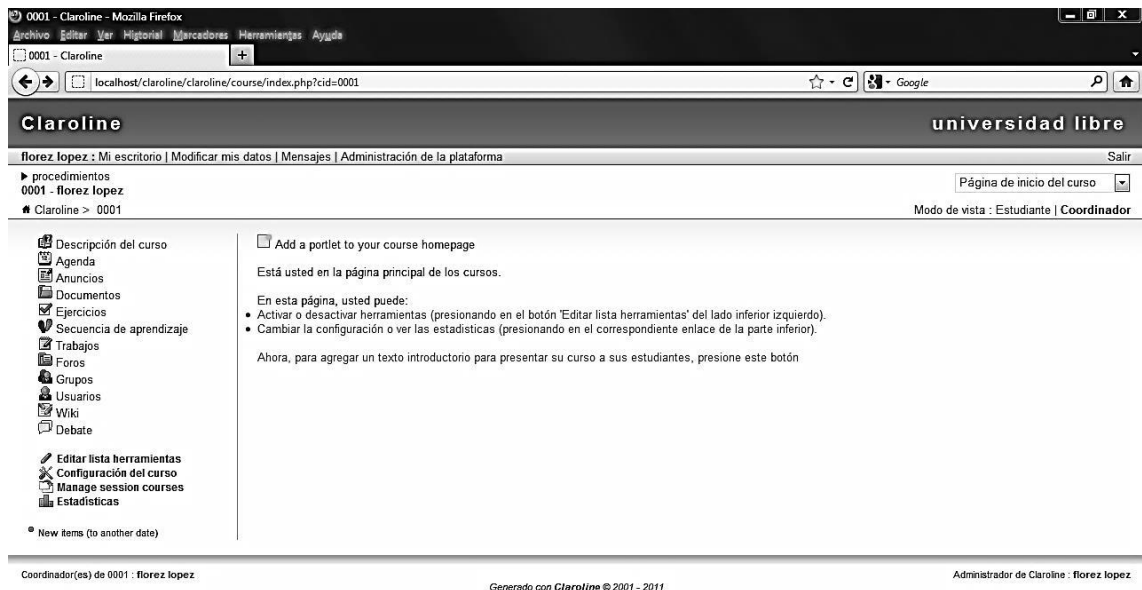 0001 - Claroline - Mozilla Firefox
Archivo Editar Ver Historial Marcadores Herramientas Ayuda
0001 - Claroline
localhost/claroline/claroline/course/index.php?cid=0001
Google
Claroline universidad libre
florez lopez : Mi escritorio | Modificar mis datos | Mensajes | Administración de la plataforma Salir
procedimientos
0001 - florez lopez
Página de inicio del curso
Claroline > 0001
Modo de vista : Estudiante | Coordinador
Descripción del curso
Agenda
Anuncios
Documentos
Ejercicios
Secuencia de aprendizaje
Trabajos
Foros
Grupos
Usuarios
Wiki
Debate
Editar lista herramientas
Configuración del curso
Manage session courses
Estadísticas
New items (to another date)
Add a portlet to your course homepage
Está usted en la página principal de los cursos.
En esta página, usted puede:
• Activar o desactivar herramientas (presionando en el botón 'Editar lista herramientas' del lado inferior izquierdo).
• Cambiar la configuración o ver las estadisticas (presionando en el correspondiente enlace de la parte inferior).
Ahora, para agregar un texto introductorio para presentar su curso a sus estudiantes, presione este botón
Coordinador(es) de 0001 : florez lopez
Administrador de Claroline : florez lopez
Generado con Claroline © 2001 - 2011